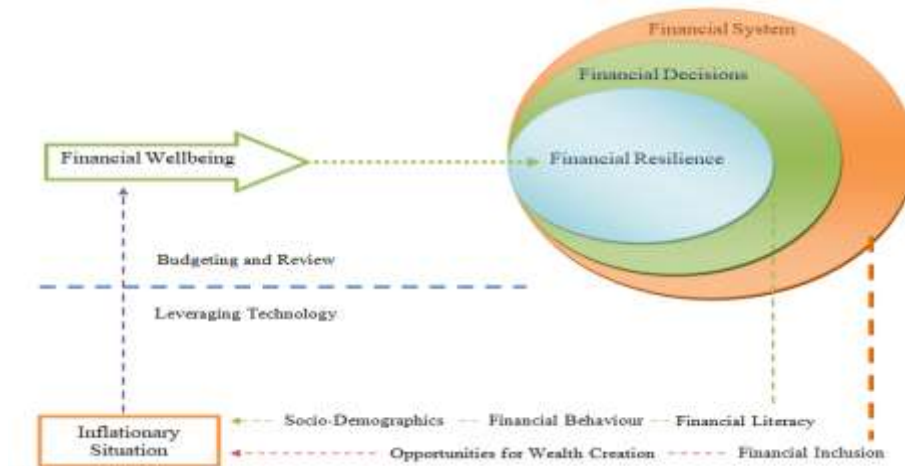 Financial System
Financial Decisions
Financial Wellbeing
Financial Resilience
Budgeting and Review
Leveraging Technology
Socio-Demographics
Financial Behaviour
Financial Literacy
Inflationary
Situation
Opportunities for Wealth Creation
Financial Inclusion